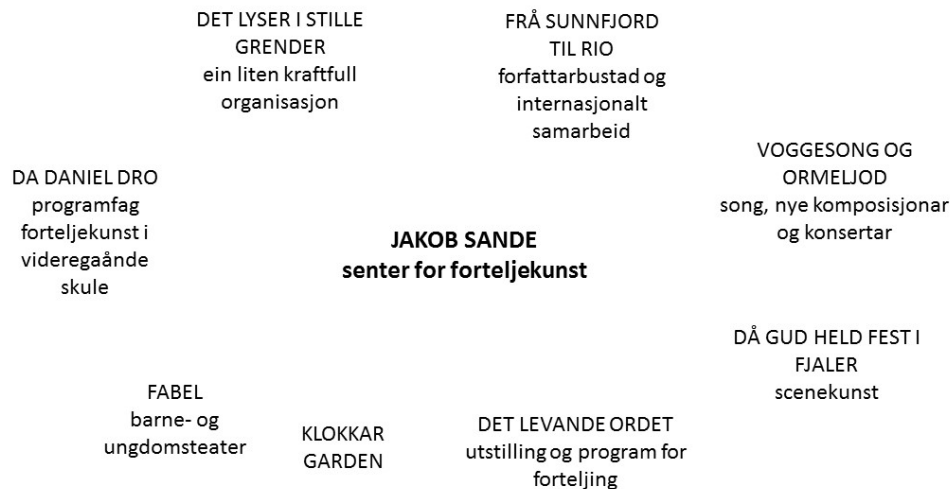 DET LYSER I STILLE
GRENDER
ein liten kraftfull
organisasjon
FRÅ SUNNFJORD
TIL RIO
forfattarbustad og
internasjonalt
samarbeid
VOGGESONG OG
ORMELJOD
song, nye komposisjonar
og konsertar
DA DANIEL DRO
programfag
forteljekunst i
videregaånde
skule
JAKOB SANDE
senter for forteljekunst
DÅ GUD HELD FEST I
FJALER
scenekunst
FABEL
barne- og
ungdomsteater
KLOKKAR
GARDEN
DET LEVANDE ORDET
utstilling og program for
forteljing